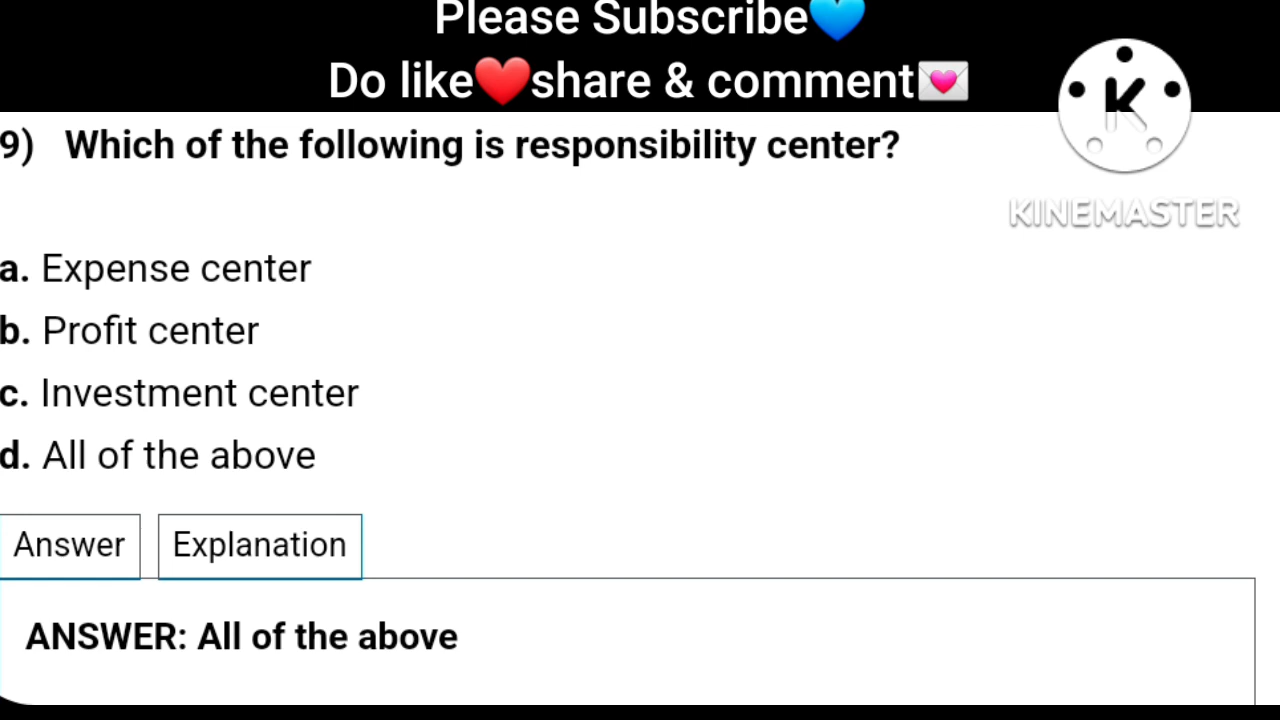 Please Subscribe💙
Do like❤️share & comment💌
K
KINEMASTER
9) Which of the following is responsibility center?
a. Expense center
b. Profit center
c. Investment center
d. All of the above
Answer Explanation
ANSWER: All of the above